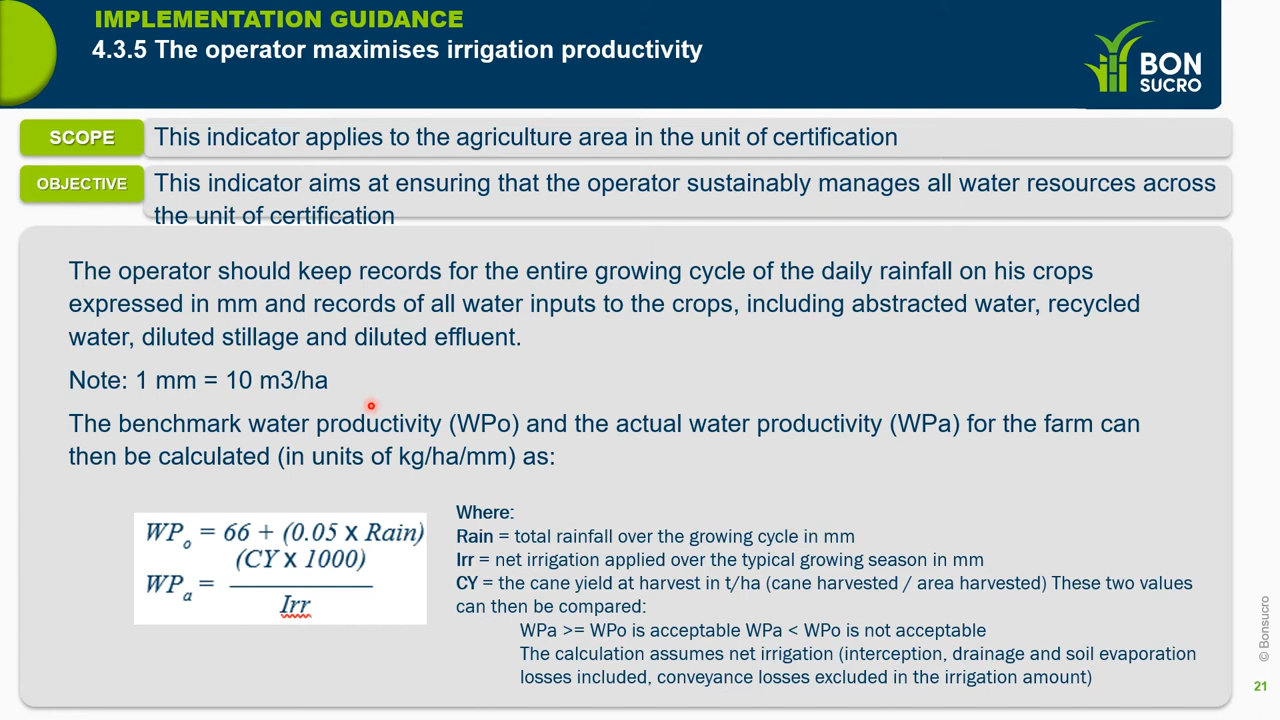 IMPLEMENTATION GUIDANCE
4.3.5 The operator maximises irrigation productivity
BON
SUCRO
SCOPE
This indicator applies to the agriculture area in the unit of certification
OBJECTIVE
This indicator aims at ensuring that the operator sustainably manages all water resources across
the unit of certification
The operator should keep records for the entire growing cycle of the daily rainfall on his crops
expressed in mm and records of all water inputs to the crops, including abstracted water, recycled
water, diluted stillage and diluted effluent.
Note: 1 mm = 10 m3/ha
The benchmark water productivity (WPo) and the actual water productivity (WPa) for the farm can
then be calculated (in units of kg/ha/mm) as:
WPo = 66 + (0.05 x Rain)
(CY x 1000)
WPa =
Irr
Where:
Rain = total rainfall over the growing cycle in mm
Irr = net irrigation applied over the typical growing season in mm
CY = the cane yield at harvest in t/ha (cane harvested / area harvested) These two values
can then be compared:
WPa >= WPo is acceptable WPa < WPo is not acceptable
The calculation assumes net irrigation (interception, drainage and soil evaporation
losses included, conveyance losses excluded in the irrigation amount)
© Bonsucro
21